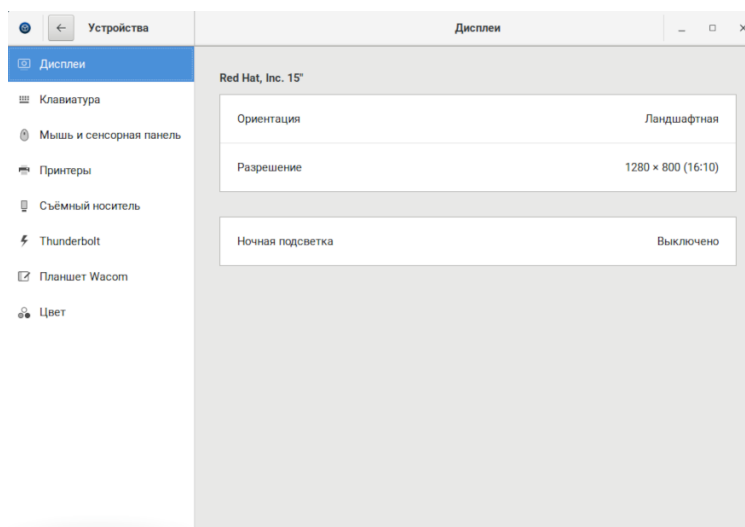 Устройства
Дисплеи
Дисплеи
Клавиатура
Мышь и сенсорная панель
Принтеры
Съёмный носитель
Thunderbolt
Планшет Wacom
Цвет
Red Hat, Inc. 15"
Ориентация Ландшафтная
Разрешение 1280 × 800 (16:10)
Ночная подсветка Выключено